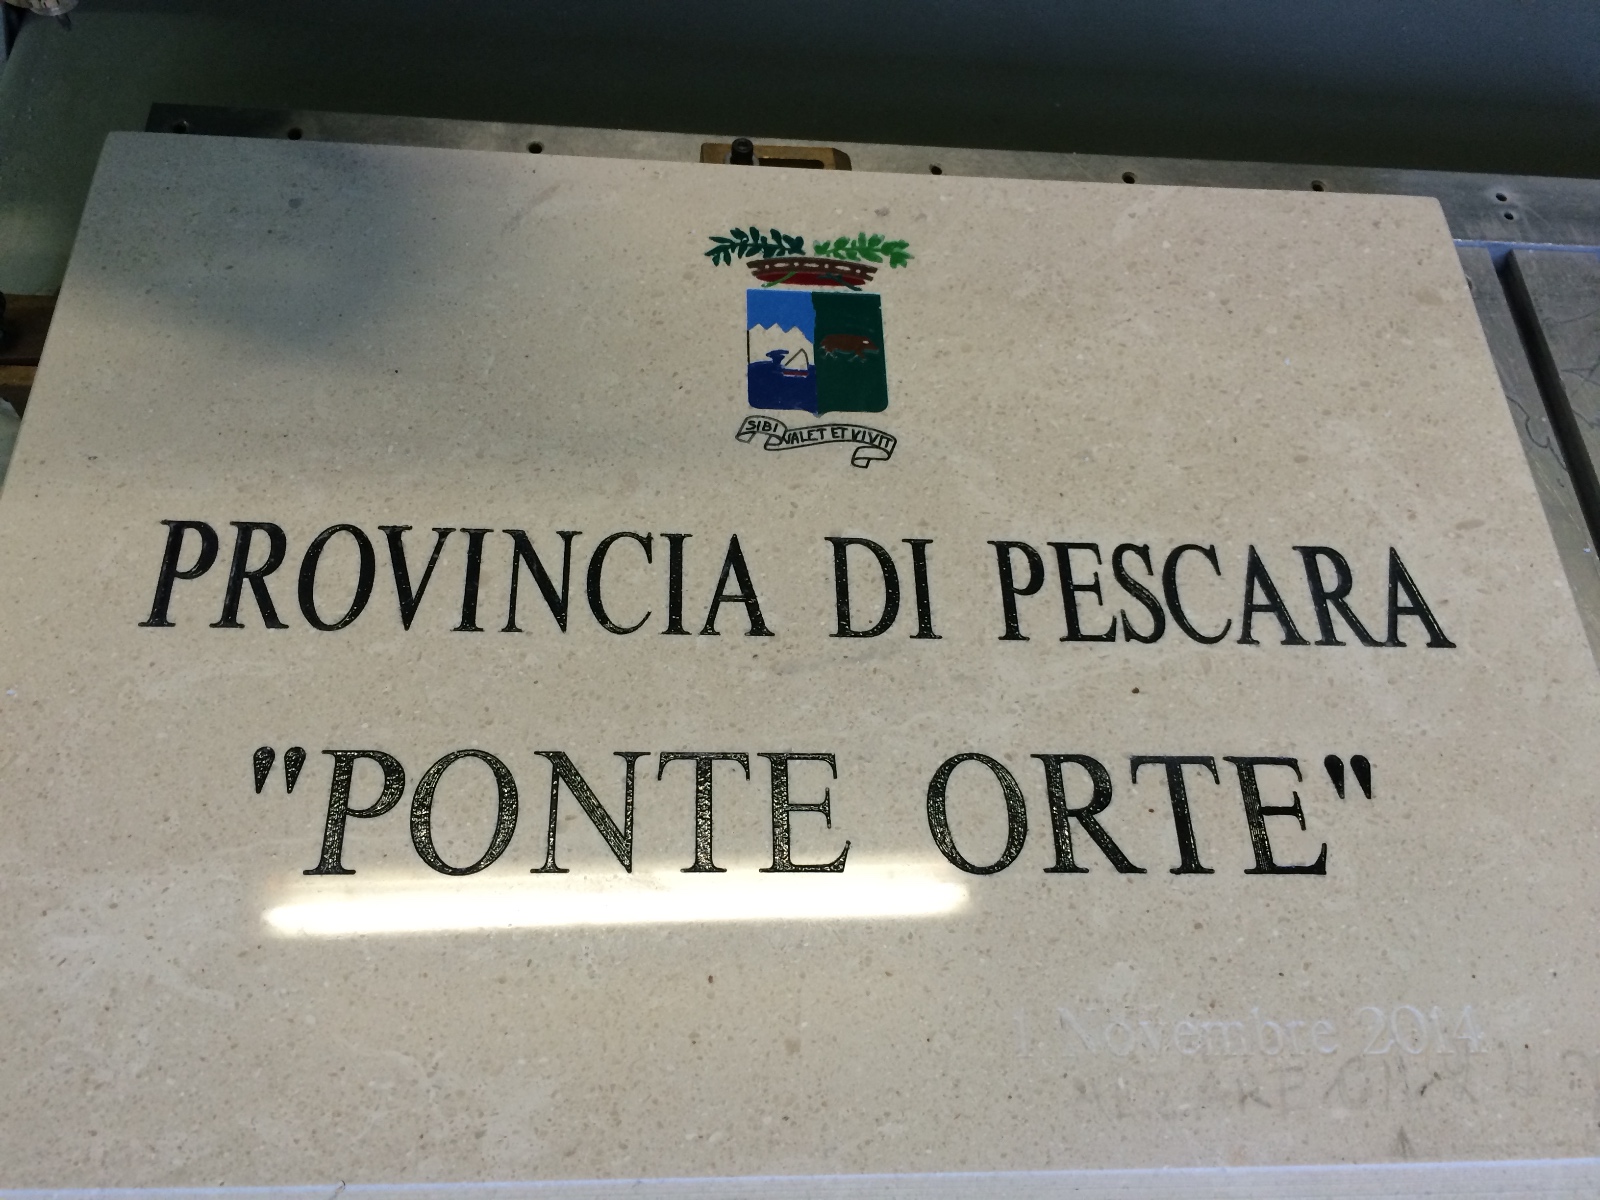 SIBI VALET ET VIVIT
PROVINCIA DI PESCARA
"PONTE ORTE"
1 Novembre 2014